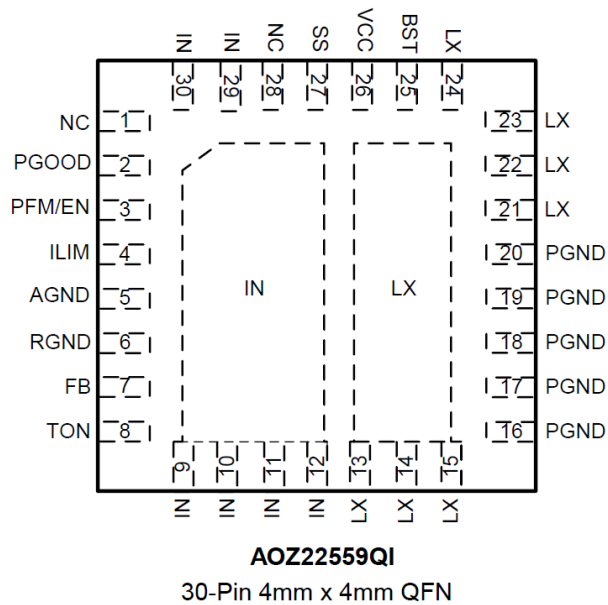 IN IN NC SS VCC BST LX
30 29 28 27 26 25 24
NC 1 23 LX
PGOOD 2 22 LX
PFM/EN 3 21 LX
ILIM 4 20 PGND
AGND 5 IN LX 19 PGND
RGND 6 18 PGND
FB 7 17 PGND
TON 8 16 PGND
9 10 11 12 13 14 15
IN IN IN IN LX LX LX
AOZ22559QI
30-Pin 4mm x 4mm QFN